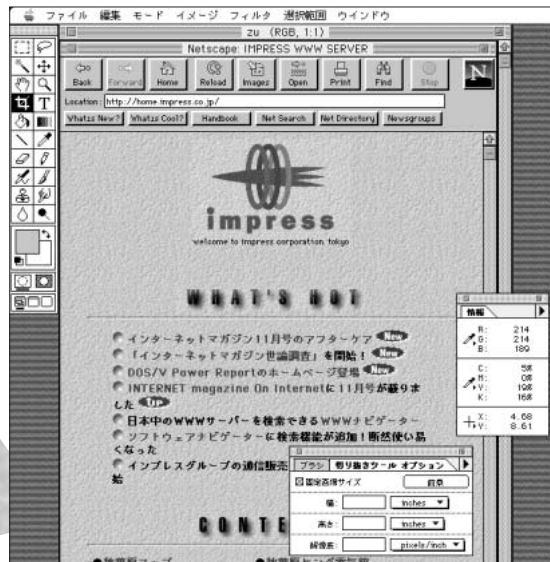 ファイル 編集 モード イメージ フィルタ 選択範囲 ウインドウ
zu (RGB, 1:1)
Netscape: IMPRESS WWW SERVER
Back Forward Home Reload Images Open Print Find Stop
N
Location: http://home.impress.co.jp/
What's New? What's Cool? Handbook Net Search Net Directory Newsgroups
impress
welcome to impress corporation, tokyo
WHAT'S HOT
インターネットマガジン11月号のアフターケア New
「インターネットマガジン世論調査」を開始! New
DOS/V Power Reportのホームページ登場 New
INTERNET magazine On Internetに11月号が載りま
した
日本中のWWWサーバーを検索できるWWWナビゲーター
ソフトウェアナビゲーターに検索機能が追加!断然使い易
くなった
インプレスグループの通信販売
始
CONTE
情報
R: 214
G: 214
B: 189
C: 5%
M: 0%
Y: 19%
K: 16%
X: 4.68
Y: 8.61
ブラシ 切り抜きツール オプション
固定画像サイズ 前景
幅: inches
高さ: inches
解像度: pixels/inch